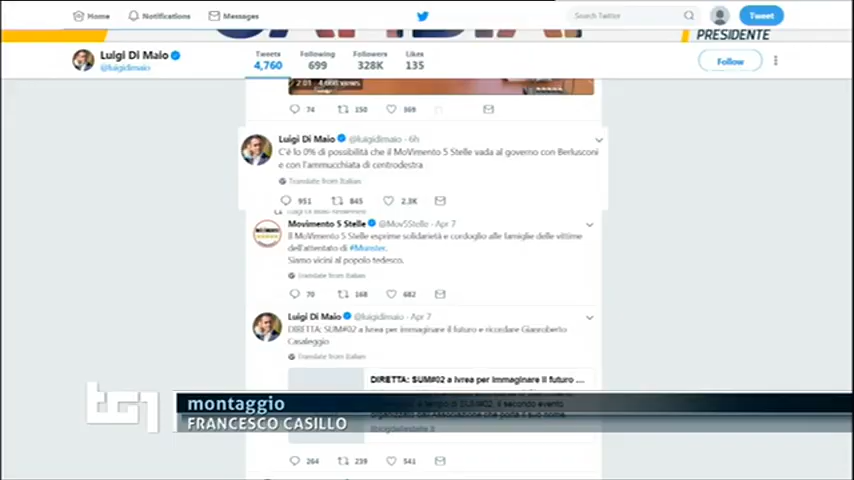 Home
Notifications
Messages
Search Twitter
Tweet
PRESIDENTE
Luigi Di Maio
@luigidimaio
Tweets
4,760
Following
699
Followers
328K
Likes
135
Follow
74
150
Luigi Di Maio @luigidimaio · 6h
C'è lo 0% di possibilità che il MoVimento 5 Stelle vada al governo con Berlusconi
e con l'ammucchiata di centrodestra
Translate from Italian
951
845
2.3K
Movimento 5 Stelle @Mov5Stelle · Apr 7
Il MoVimento 5 Stelle esprime solidarietà e cordoglio alle famiglie delle vittime
dell'attentato di #Munster.
Siamo vicini al popolo tedesco.
Translate from Italian
70
168
682
Luigi Di Maio @luigidimaio · Apr 7
DIRETTA: SUM#02 a Ivrea per immaginare il futuro e ricordare Gianroberto
Casaleggio
Translate from Italian
DIRETTA: SUM#02 a Ivrea per immaginare il futuro ....
tg1
montaggio
FRANCESCO CASILLO
264
239
541